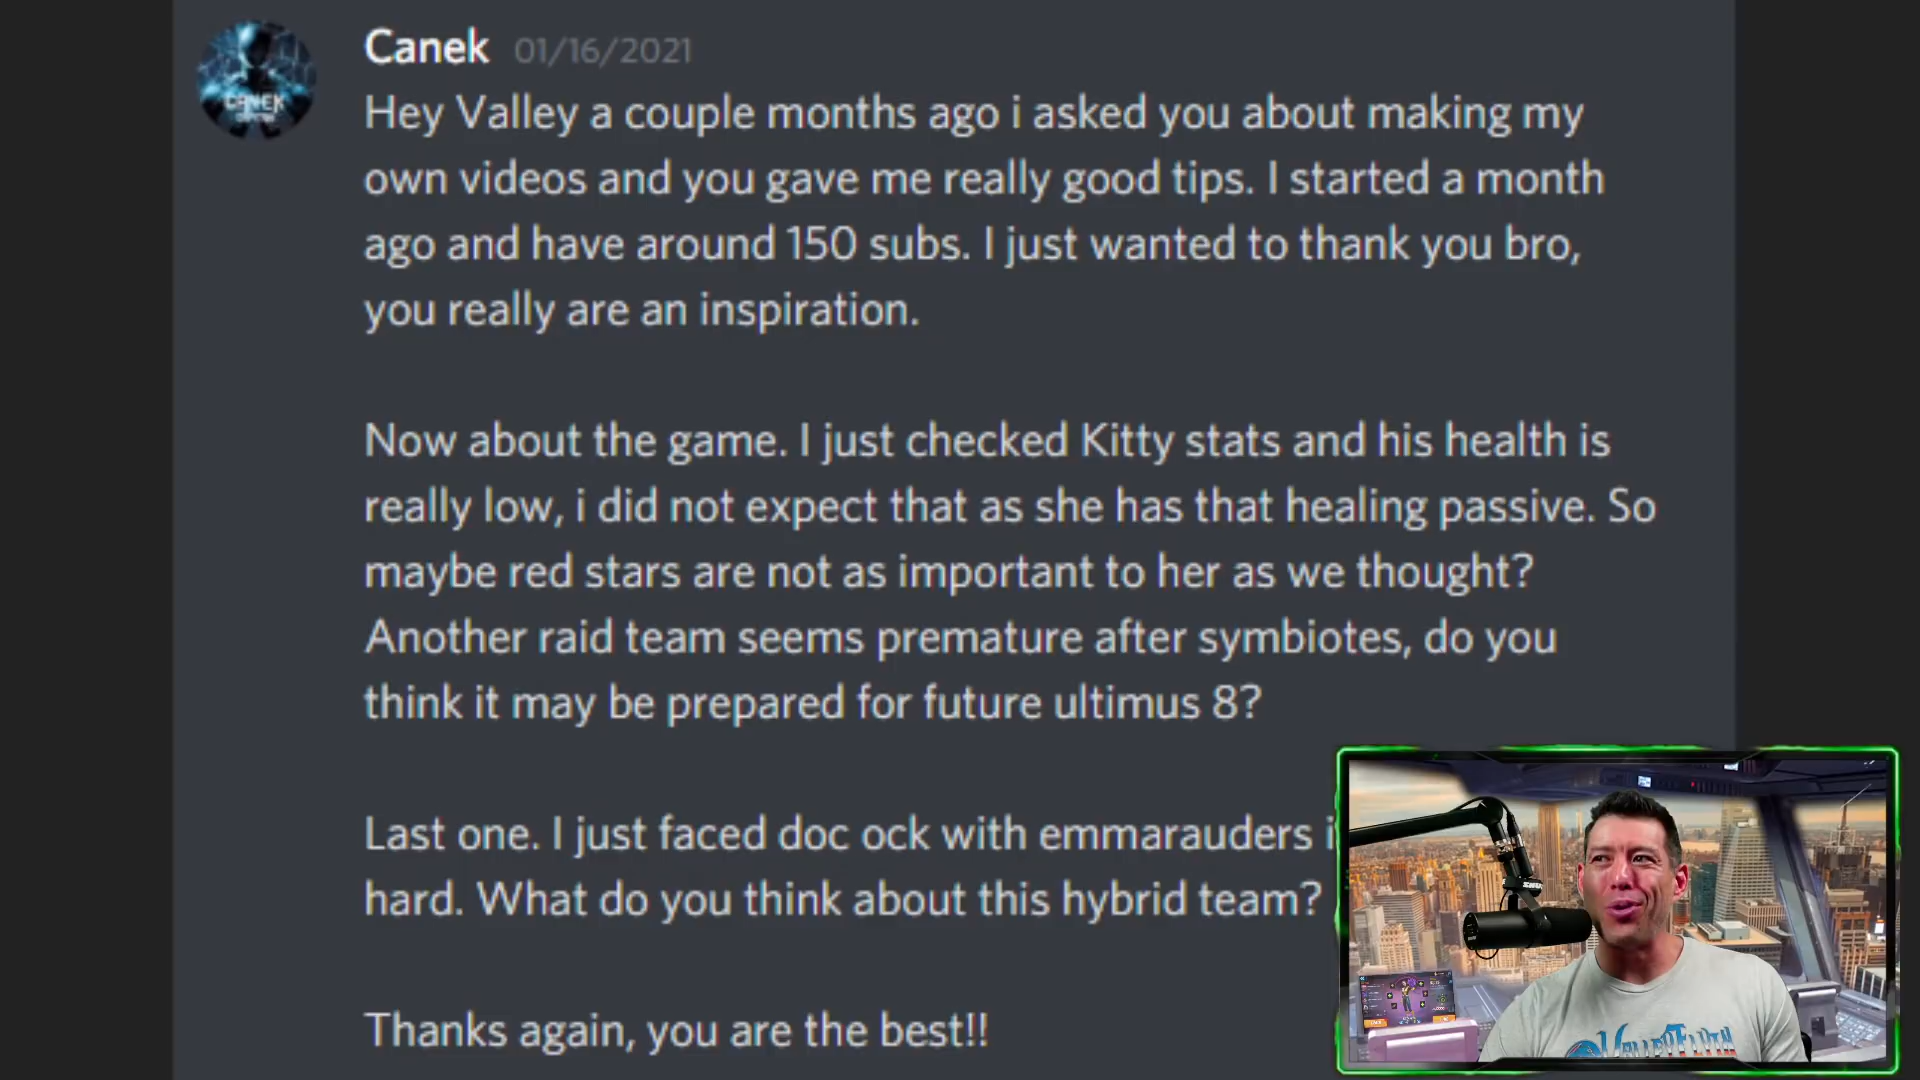 Canek 01/16/2021
Hey Valley a couple months ago i asked you about making my
own videos and you gave me really good tips. I started a month
ago and have around 150 subs. I just wanted to thank you bro,
you really are an inspiration.
Now about the game. I just checked Kitty stats and his health is
really low, i did not expect that as she has that healing passive. So
maybe red stars are not as important to her as we thought?
Another raid team seems premature after symbiotes, do you
think it may be prepared for future ultimus 8?
Last one. I just faced doc ock with emmarauders i
hard. What do you think about this hybrid team?
Thanks again, you are the best!!
CANEK
VALLEYFLYIN